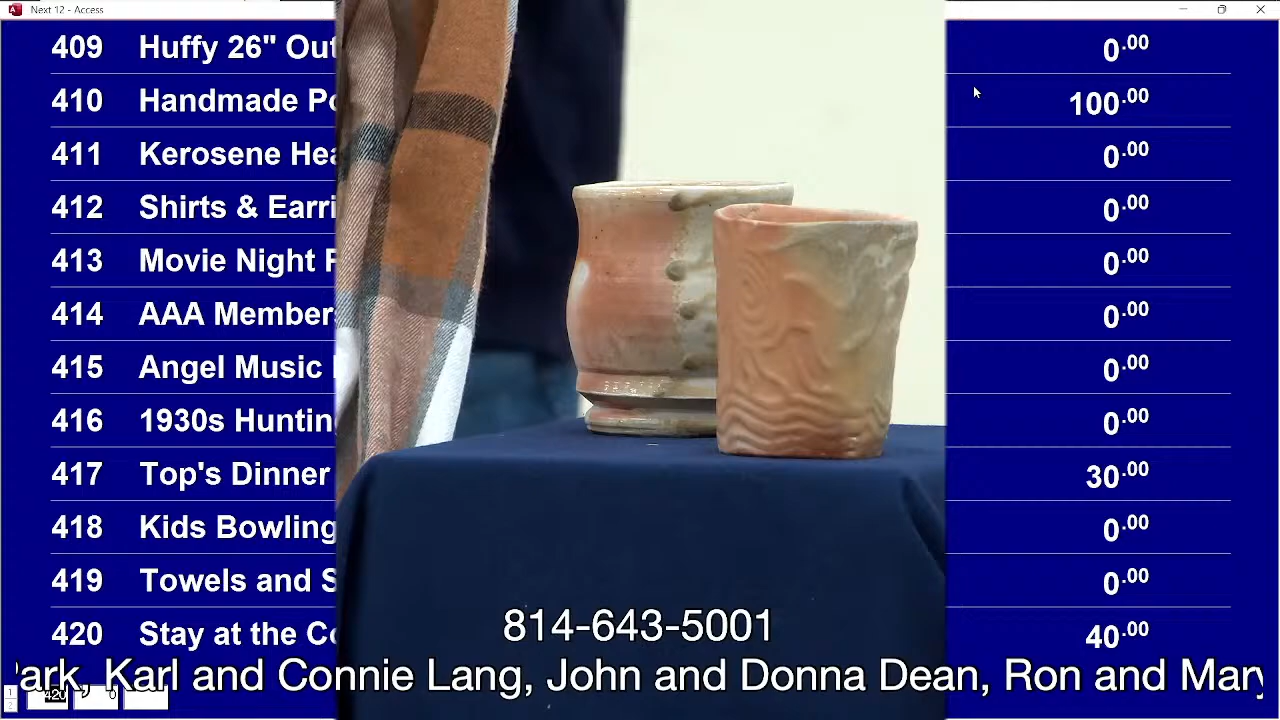 Next 12 - Access
409 Huffy 26" Out 0.00
410 Handmade Po 100.00
411 Kerosene Hea 0.00
412 Shirts & Earri 0.00
413 Movie Night 0.00
414 AAA Member 0.00
415 Angel Music 0.00
416 1930s Huntin 0.00
417 Top's Dinner 30.00
418 Kids Bowling 0.00
419 Towels and S 0.00
420 Stay at the Co 40.00
814-643-5001
ark, Karl and Connie Lang, John and Donna Dean, Ron and Mary
420 0